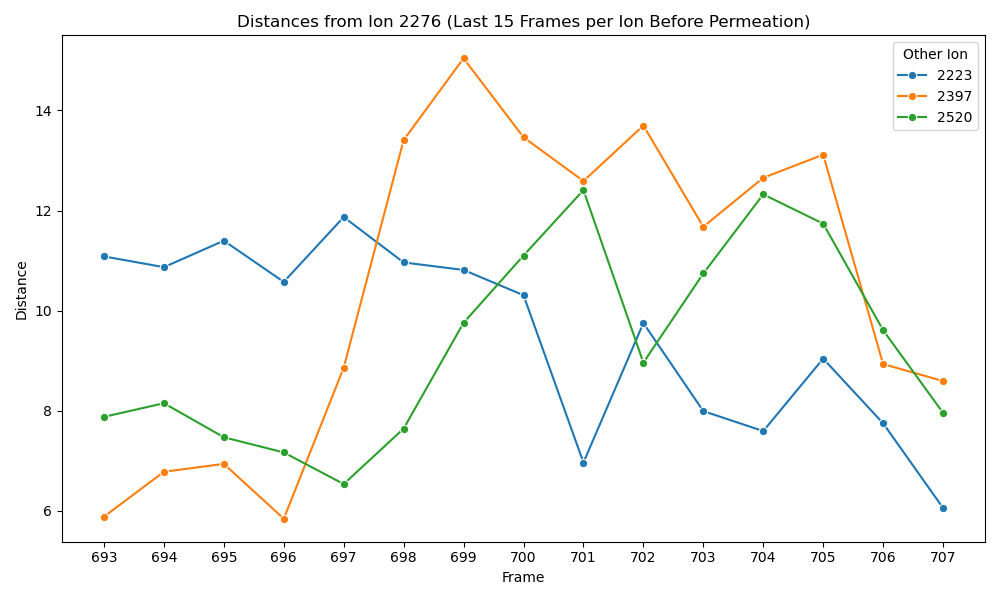 Distances from Ion 2276 (Last 15 Frames per Ion Before Permeation)
Other Ion
2223
2397
2520
14
12
10
8
6
Distance
693 694 695 696 697 698 699 700 701 702 703 704 705 706 707
Frame